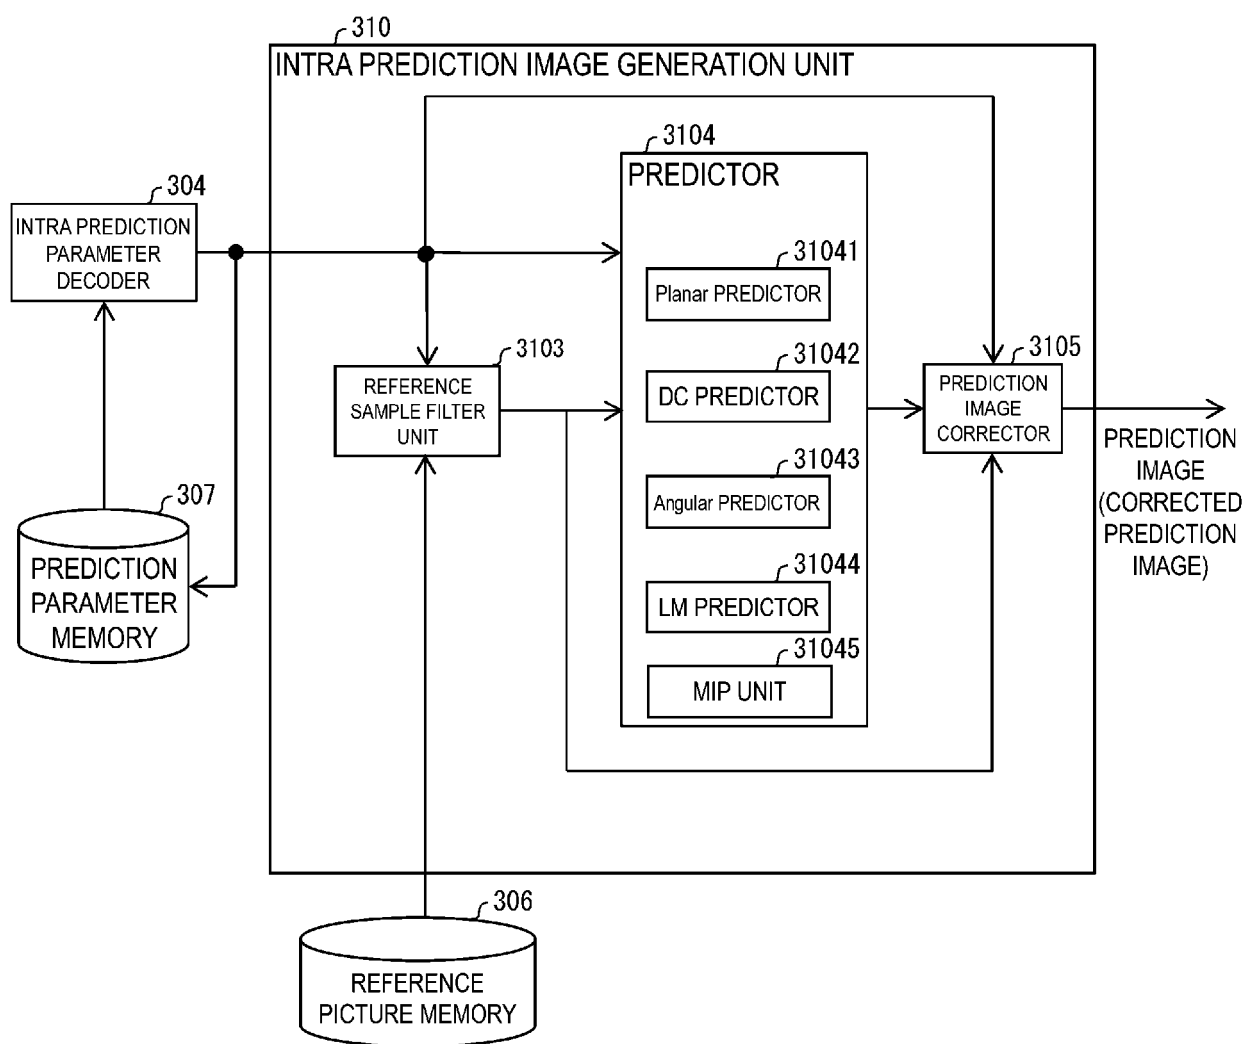 310
INTRA PREDICTION IMAGE GENERATION UNIT
3104
PREDICTOR
304
INTRA PREDICTION
PARAMETER
DECODER
31041
Planar PREDICTOR
3103
REFERENCE
SAMPLE FILTER
UNIT
31042
DC PREDICTOR
3105
PREDICTION
IMAGE
CORRECTOR
PREDICTION
IMAGE
(CORRECTED
PREDICTION
IMAGE)
31043
Angular PREDICTOR
307
PREDICTION
PARAMETER
MEMORY
31044
LM PREDICTOR
31045
MIP UNIT
306
REFERENCE
PICTURE MEMORY